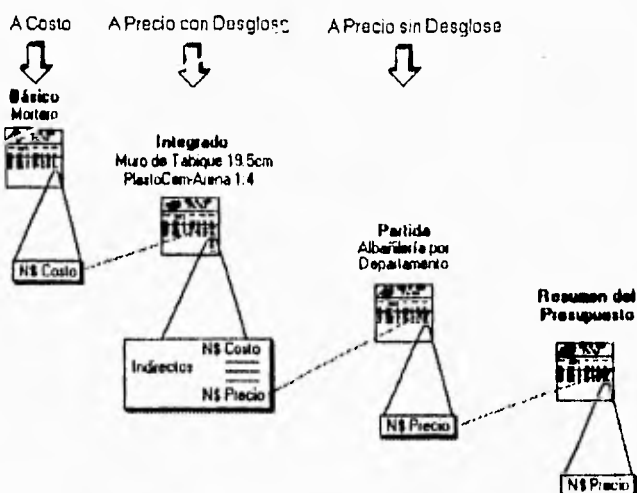 A Costo
A Precio con Desglose
A Precio sin Desglose
Básico
Mortero
Integrado
Muro de Tabique 19.5cm
PlastoCem-Arena 1:4
N$ Costo
Partida
Albañilería por
Departamento
Resumen del
Presupuesto
N$ Costo
Indirectos
N$ Precio
N$ Precio
N$ Precio